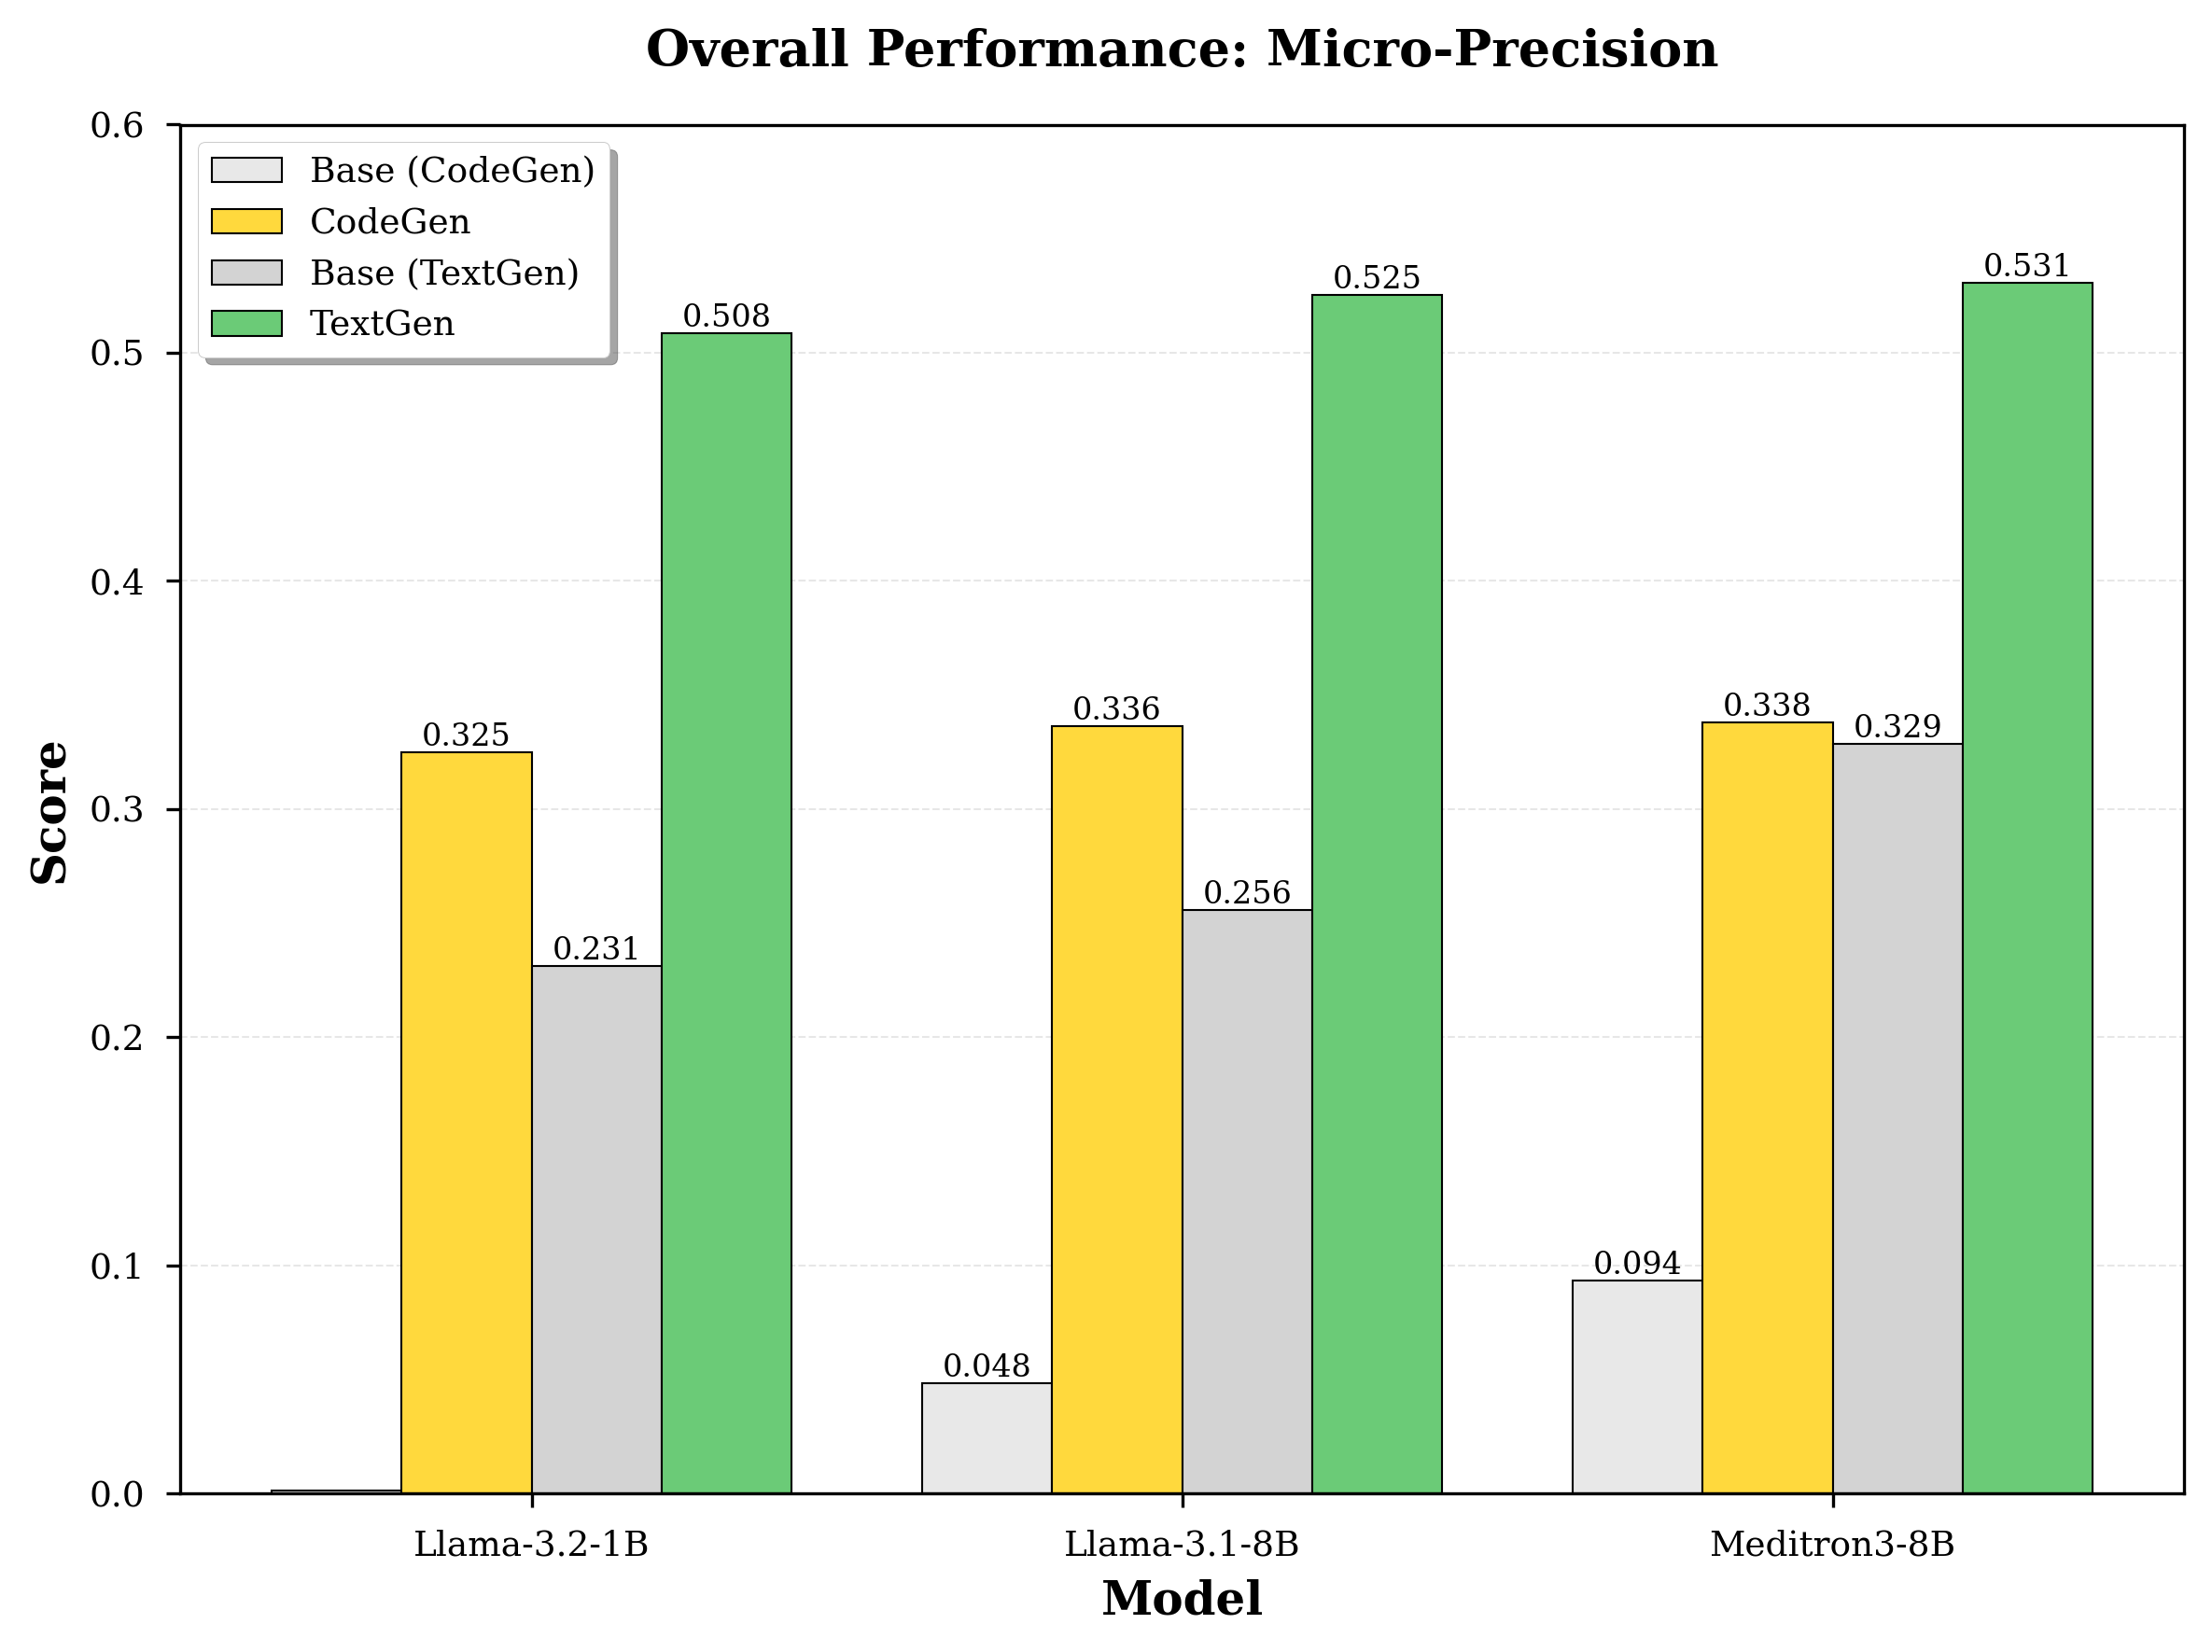 Overall Performance: Micro-Precision
0.6
0.5
0.4
0.3
0.2
0.1
0.0
Score
Base (CodeGen)
CodeGen
Base (TextGen)
TextGen
0.325
0.231
0.508
0.048
0.336
0.256
0.525
0.094
0.338
0.329
0.531
Llama-3.2-1B
Llama-3.1-8B
Meditron3-8B
Model